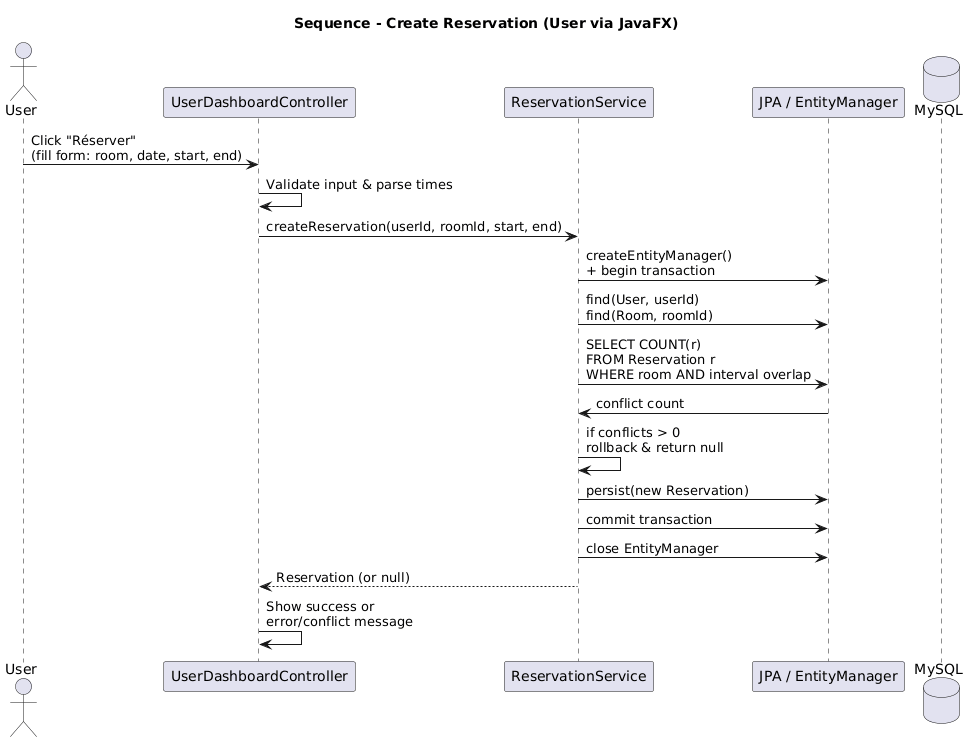 Sequence - Create Reservation (User via JavaFX)
User
UserDashboardController
ReservationService
JPA / EntityManager
MySQL
Click "Réserver"
(fill form: room, date, start, end)
Validate input & parse times
createReservation(userId, roomId, start, end)
createEntityManager()
+ begin transaction
find(User, userId)
find(Room, roomId)
SELECT COUNT(r)
FROM Reservation r
WHERE room AND interval overlap
conflict count
if conflicts > 0
rollback & return null
persist(new Reservation)
commit transaction
close EntityManager
Reservation (or null)
Show success or
error/conflict message
User
UserDashboardController
ReservationService
JPA / EntityManager
MySQL